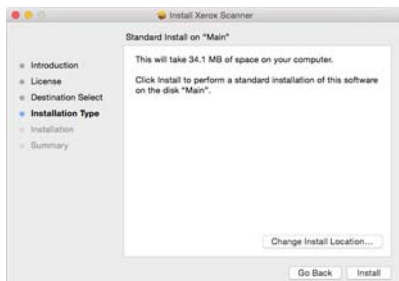 Install Xerox Scanner
Standard Install on "Main"
Introduction
License
Destination Select
Installation Type
Installation
Summary
This will take 34.1 MB of space on your computer.
Click Install to perform a standard installation of this software
on the disk "Main".
Change Install Location...
Go Back
Install